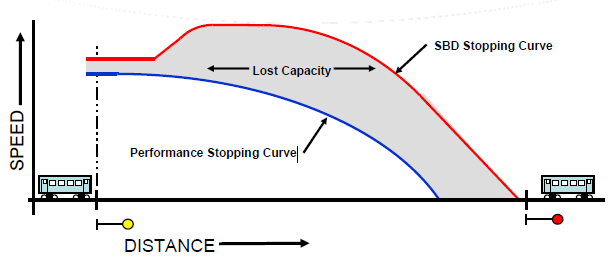 SBD Stopping Curve
Lost Capacity
Performance Stopping Curve
SPEED
DISTANCE